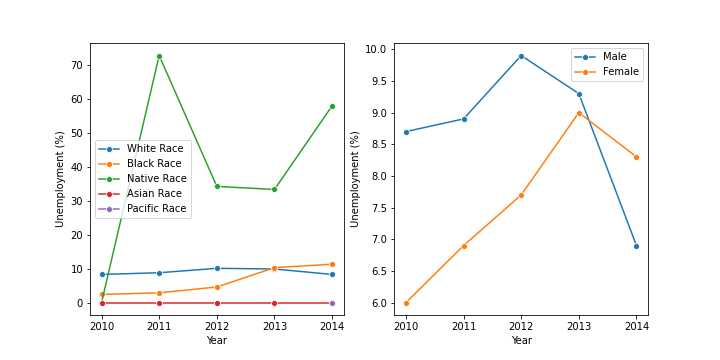 70
60
50
40
30
20
10
0
Unemployment (%)
White Race
Black Race
Native Race
Asian Race
Pacific Race
2010 2011 2012 2013 2014
Year
10.0
9.5
9.0
8.5
8.0
7.5
7.0
6.5
6.0
Unemployment (%)
Male
Female
2010 2011 2012 2013 2014
Year